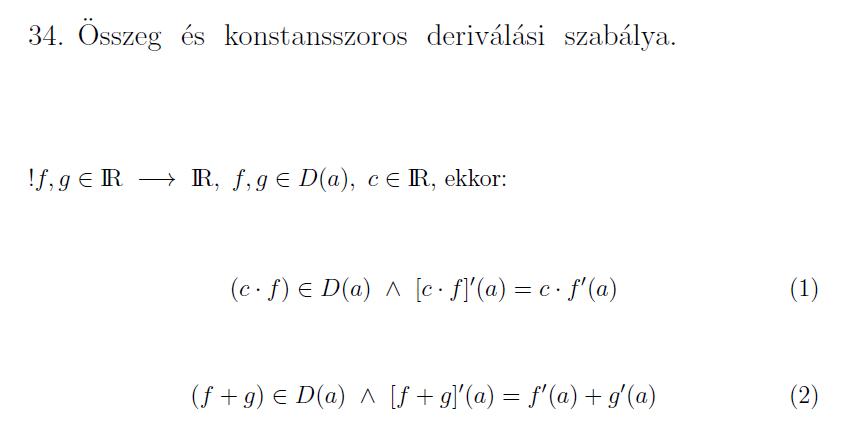 34. Összeg és konstansszoros deriválási szabálya.
!f, g ∈ ℝ ⟶ ℝ, f, g ∈ D(a), c ∈ ℝ, ekkor:
(c · f) ∈ D(a) ∧ [c · f]′(a) = c · f′(a) (1)
(f + g) ∈ D(a) ∧ [f + g]′(a) = f′(a) + g′(a) (2)